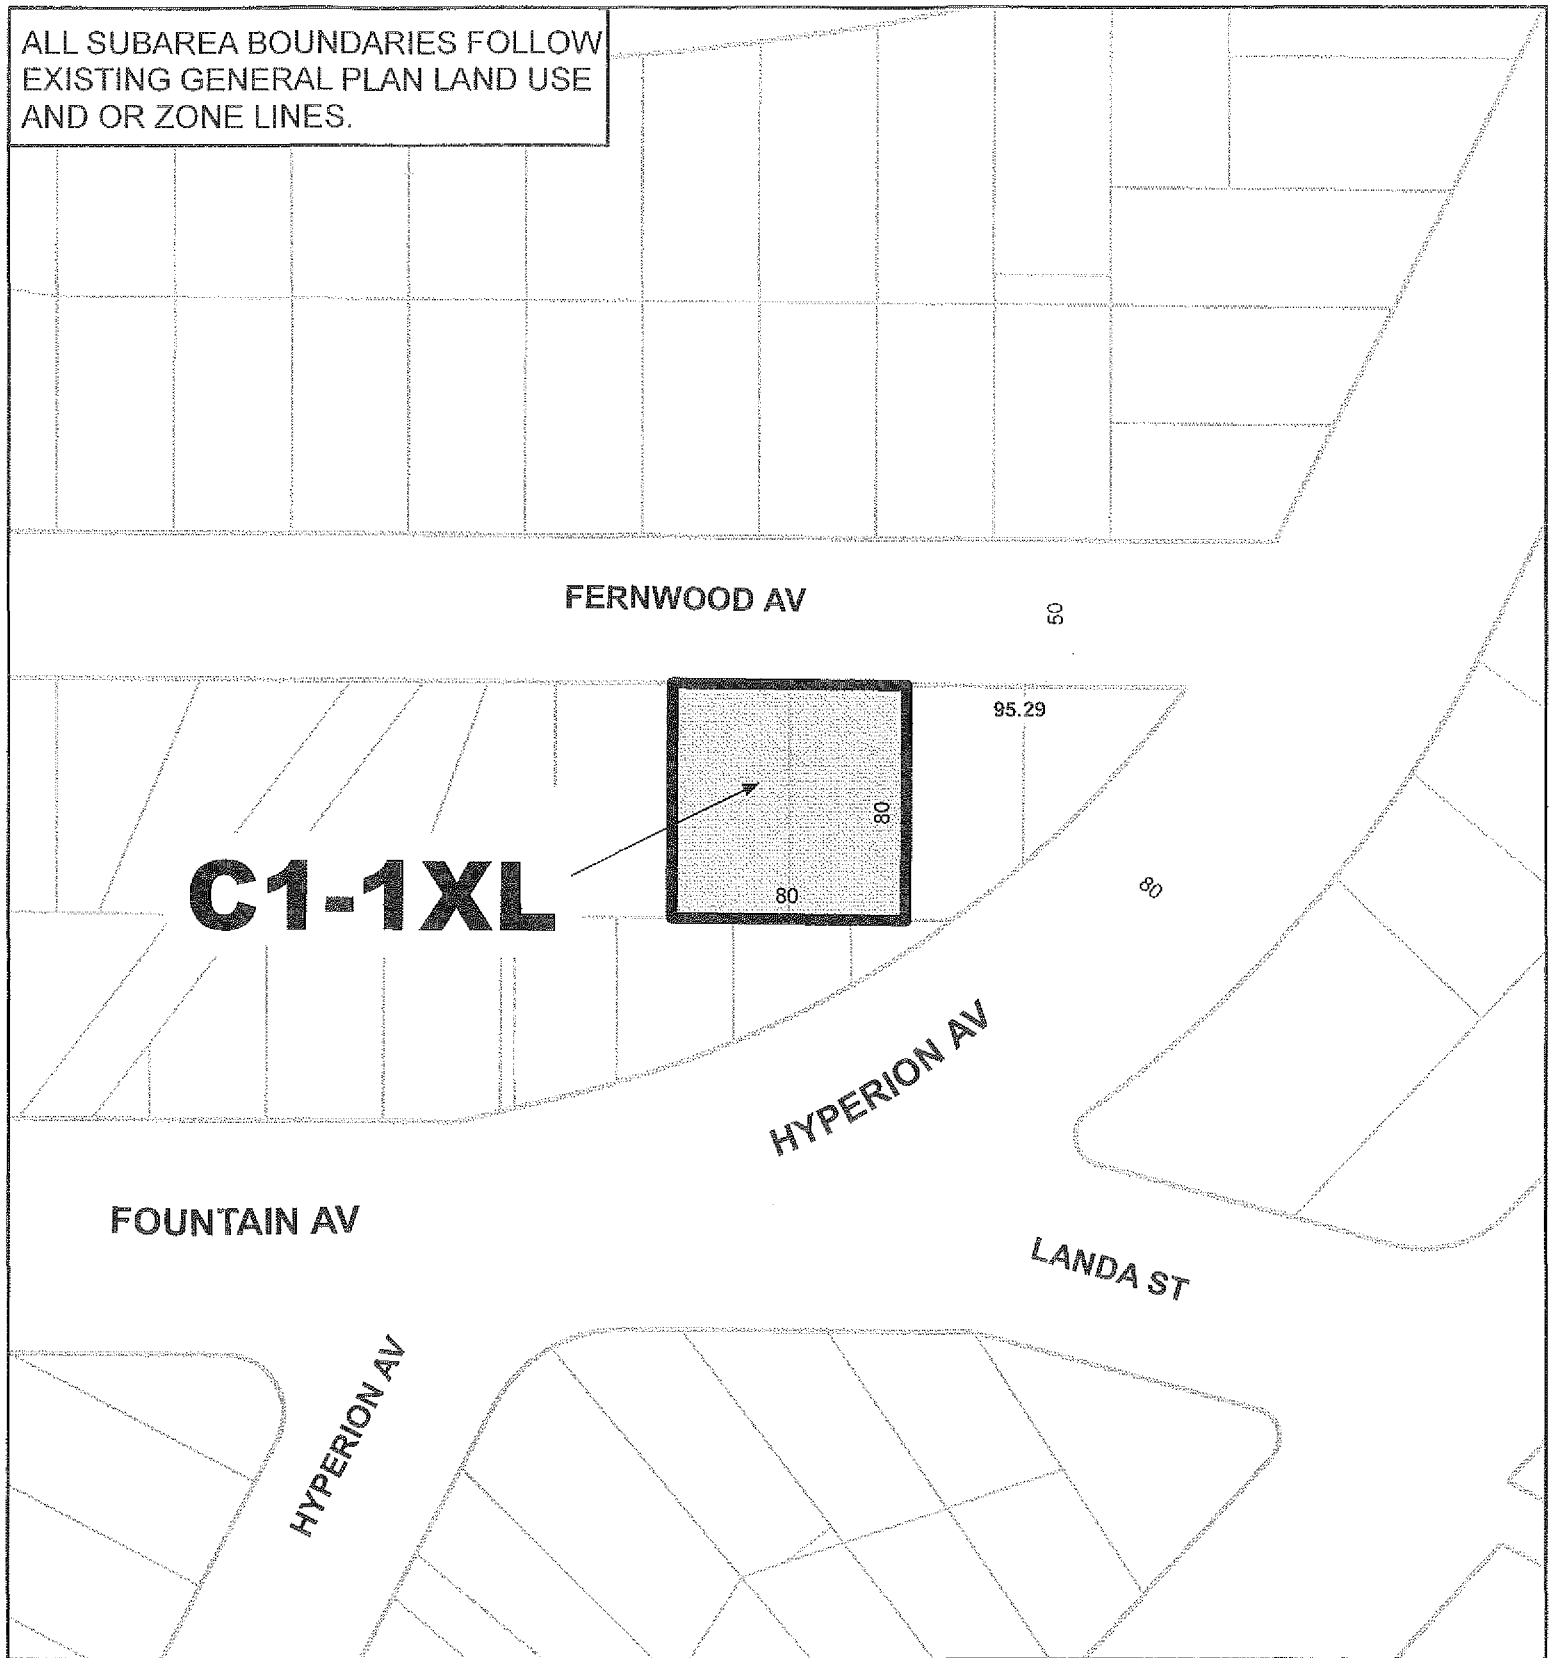 ALL SUBAREA BOUNDARIES FOLLOW
EXISTING GENERAL PLAN LAND USE
AND OR ZONE LINES.
FERNWOOD AV
50
95.29
80
80
C1-1XL
80
HYPERION AV
FOUNTAIN AV
LANDA ST
HYPERION AV